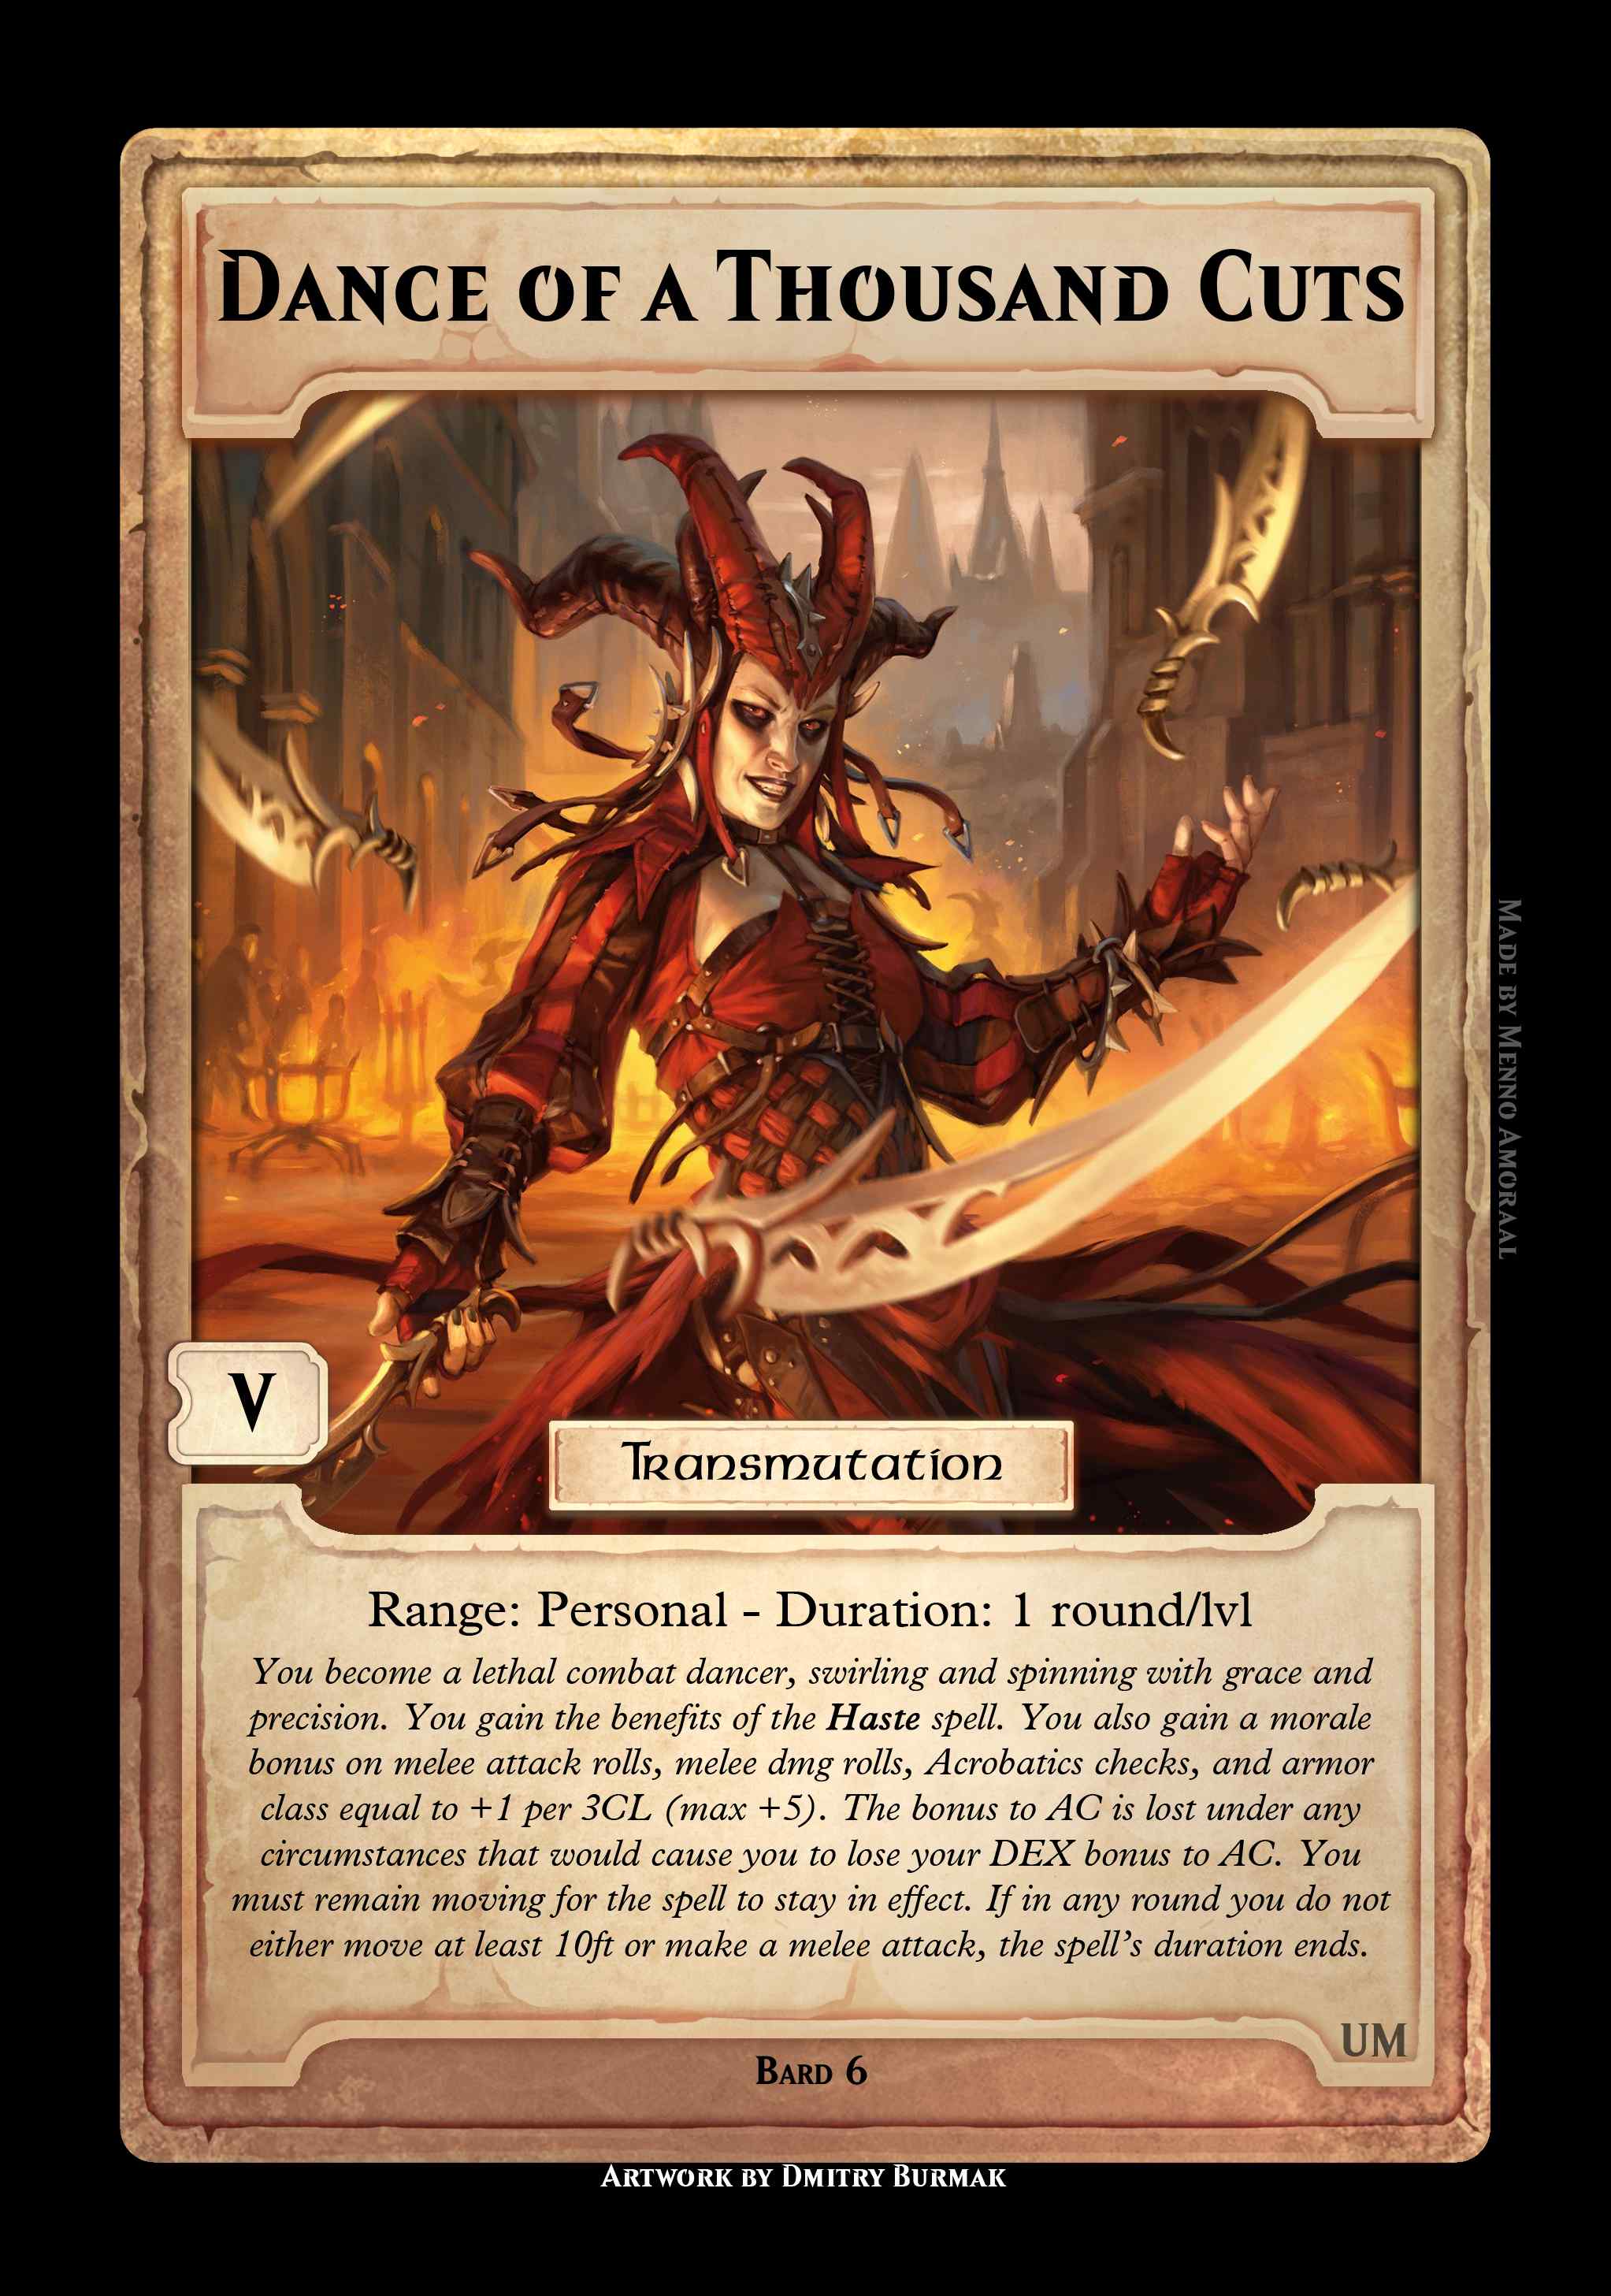 Dance of a Thousand Cuts
V
Transmutation
Range: Personal - Duration: 1 round/lvl
You become a lethal combat dancer, swirling and spinning with grace and
precision. You gain the benefits of the Haste spell. You also gain a morale
bonus on melee attack rolls, melee dmg rolls, Acrobatics checks, and armor
class equal to +1 per 3CL (max +5). The bonus to AC is lost under any
circumstances that would cause you to lose your DEX bonus to AC. You
must remain moving for the spell to stay in effect. If in any round you do not
either move at least 10ft or make a melee attack, the spell's duration ends.
UM
Bard 6
Artwork by Dmitry Burmak
Made by Menno Amoraal